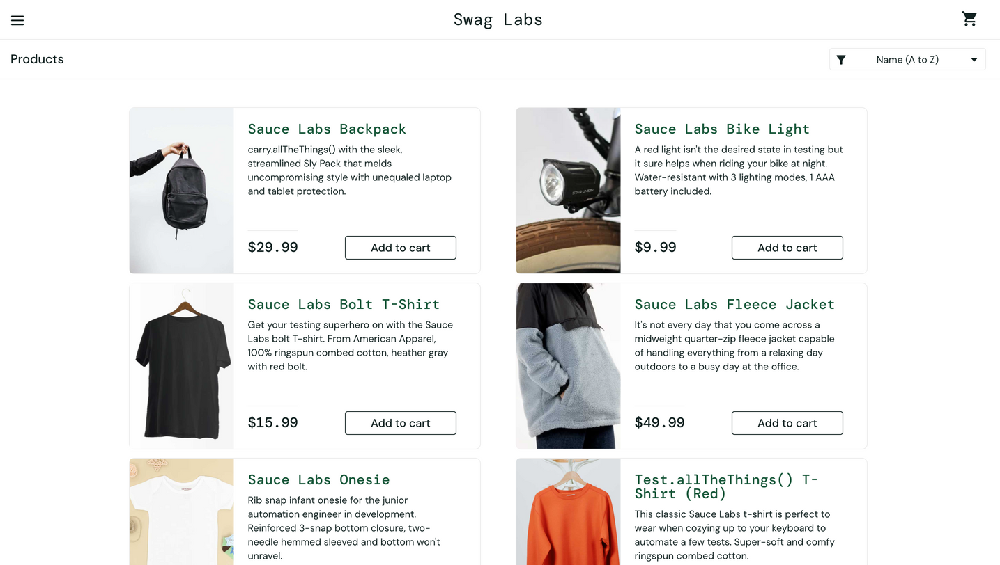 Swag Labs
Products
Name (A to Z)
Sauce Labs Backpack
carry.allTheThings() with the sleek,
streamlined Sly Pack that melds
uncompromising style with unequaled laptop
and tablet protection.
$29.99
Add to cart
Sauce Labs Bike Light
A red light isn't the desired state in testing but
it sure helps when riding your bike at night.
Water-resistant with 3 lighting modes, 1 AAA
battery included.
STAR UNION
$9.99
Add to cart
Sauce Labs Bolt T-Shirt
Get your testing superhero on with the Sauce
Labs bolt T-shirt. From American Apparel,
100% ringspun combed cotton, heather gray
with red bolt.
$15.99
Add to cart
Sauce Labs Fleece Jacket
It's not every day that you come across a
midweight quarter-zip fleece jacket capable
of handling everything from a relaxing day
outdoors to a busy day at the office.
$49.99
Add to cart
Sauce Labs Onesie
Rib snap infant onesie for the junior
automation engineer in development.
Reinforced 3-snap bottom closure, two-
needle hemmed sleeved and bottom won't
unravel.
Test.allTheThings() T-
Shirt (Red)
This classic Sauce Labs t-shirt is perfect to
wear when cozying up to your keyboard to
automate a few tests. Super-soft and comfy
ringspun combed cotton.